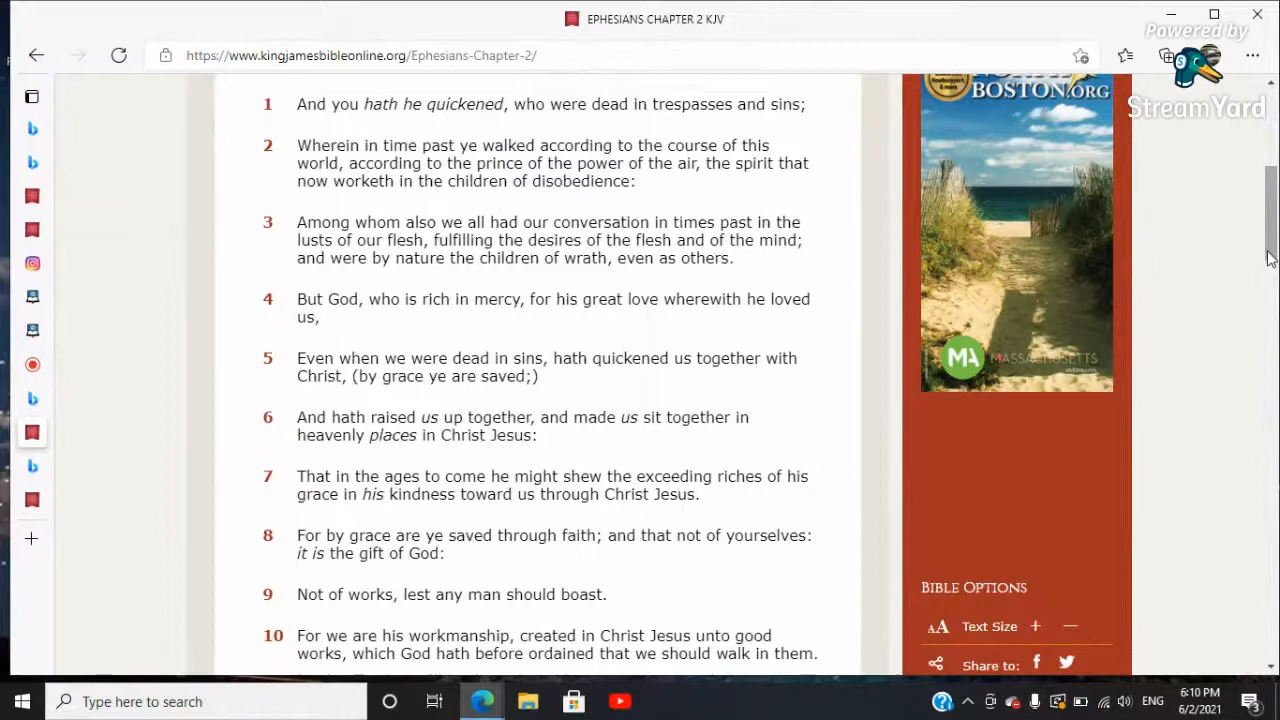 EPHESIANS CHAPTER 2 KJV
Powered by
StreamYard
https://www.kingjamesbibleonline.org/Ephesians-Chapter-2/
BOSTON.ORG
1 And you hath he quickened, who were dead in trespasses and sins;
2 Wherein in time past ye walked according to the course of this
world, according to the prince of the power of the air, the spirit that
now worketh in the children of disobedience:
3 Among whom also we all had our conversation in times past in the
lusts of our flesh, fulfilling the desires of the flesh and of the mind;
and were by nature the children of wrath, even as others.
4 But God, who is rich in mercy, for his great love wherewith he loved
us,
5 Even when we were dead in sins, hath quickened us together with
Christ, (by grace ye are saved;)
6 And hath raised us up together, and made us sit together in
heavenly places in Christ Jesus:
7 That in the ages to come he might shew the exceeding riches of his
grace in his kindness toward us through Christ Jesus.
8 For by grace are ye saved through faith; and that not of yourselves:
it is the gift of God:
9 Not of works, lest any man should boast.
10 For we are his workmanship, created in Christ Jesus unto good
works, which God hath before ordained that we should walk in them.
MA MASSACHUSETTS
BIBLE OPTIONS
AA Text Size + —
Share to:
Type here to search
ENG
6:10 PM
6/2/2021
3